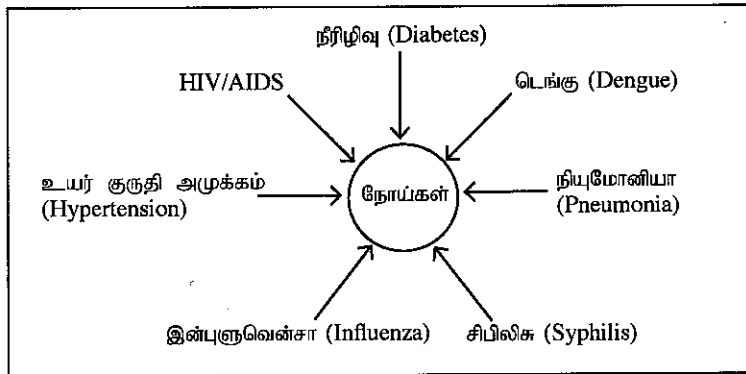 நீரிழிவு (Diabetes)
HIV/AIDS
டெங்கு (Dengue)
உயர் குருதி அமுக்கம்
(Hypertension)
நோய்கள்
நியுமோனியா
(Pneumonia)
இன்புளுவென்சா (Influenza)
சிபிலிசு (Syphilis)